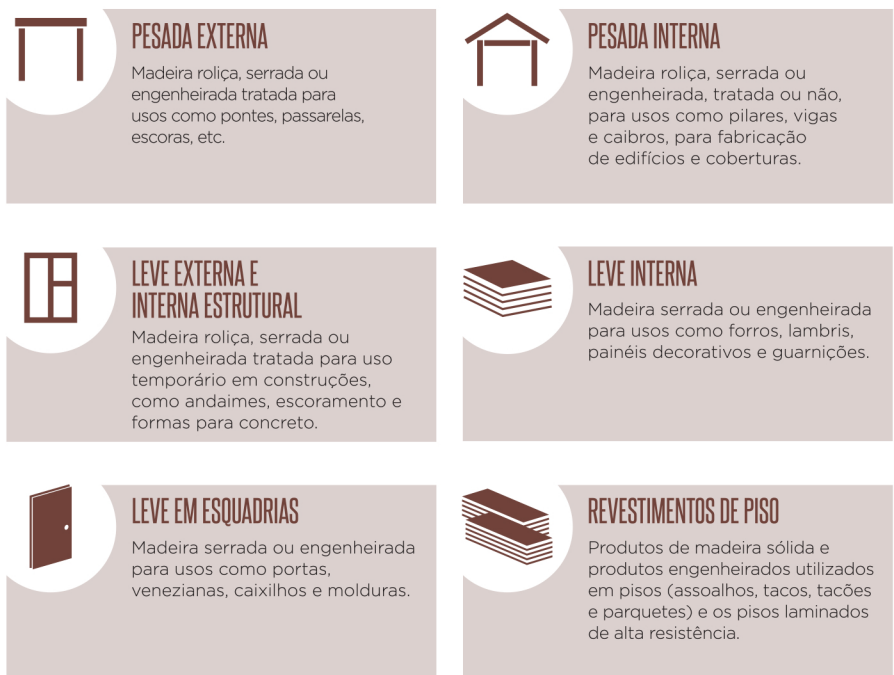 PESADA EXTERNA
Madeira roliça, serrada ou
engenheirada tratada para
usos como pontes, passarelas,
escoras, etc.
PESADA INTERNA
Madeira roliça, serrada ou
engenheirada, tratada ou não,
para usos como pilares, vigas
e caibros, para fabricação
de edifícios e coberturas.
LEVE EXTERNA E
INTERNA ESTRUTURAL
Madeira roliça, serrada ou
engenheirada tratada para uso
temporário em construções,
como andaimes, escoramento e
formas para concreto.
LEVE INTERNA
Madeira serrada ou engenheirada
para usos como forros, lambris,
painéis decorativos e guarnições.
LEVE EM ESQUADRIAS
Madeira serrada ou engenheirada
para usos como portas,
venezianas, caixilhos e molduras.
REVESTIMENTOS DE PISO
Produtos de madeira sólida e
produtos engenheirados utilizados
em pisos (assoalhos, tacos, tacões
e parquetes) e os pisos laminados
de alta resistência.